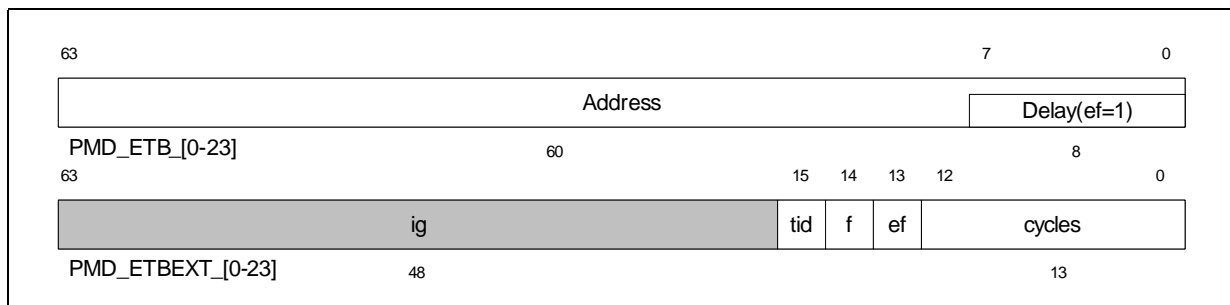 63 7 0
Address
Delay(ef=1)
PMD_ETB_[0-23] 60 8
63 15 14 13 12 0
ig tid f ef cycles
PMD_ETBEXT_[0-23] 48 13